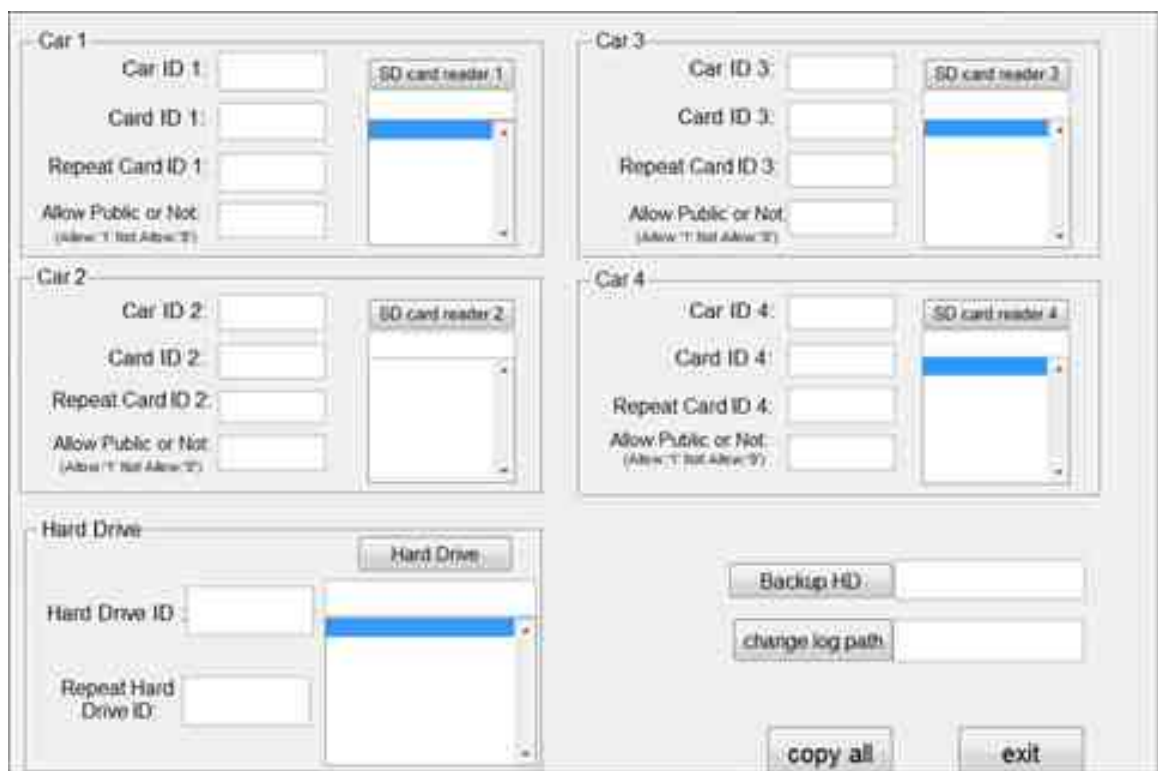 Car 1
Car ID 1:
SD card reader 1
Card ID 1:
Repeat Card ID 1
Allow Public or Not:
(Allow '1' Not Allow '0')
Car 3
Car ID 3:
SD card reader 3
Card ID 3:
Repeat Card ID 3:
Allow Public or Not
(Allow '1' Not Allow '0')
Car 2
Car ID 2:
SD card reader 2
Card ID 2:
Repeat Card ID 2:
Allow Public or Not
(Allow '1' Not Allow '0')
Car 4
Car ID 4:
SD card reader 4
Card ID 4:
Repeat Card ID 4:
Allow Public or Not:
(Allow '1' Not Allow '0')
Hard Drive
Hard Drive
Hard Drive ID :
Repeat Hard
Drive ID:
Backup HD
change log path
copy all
exit